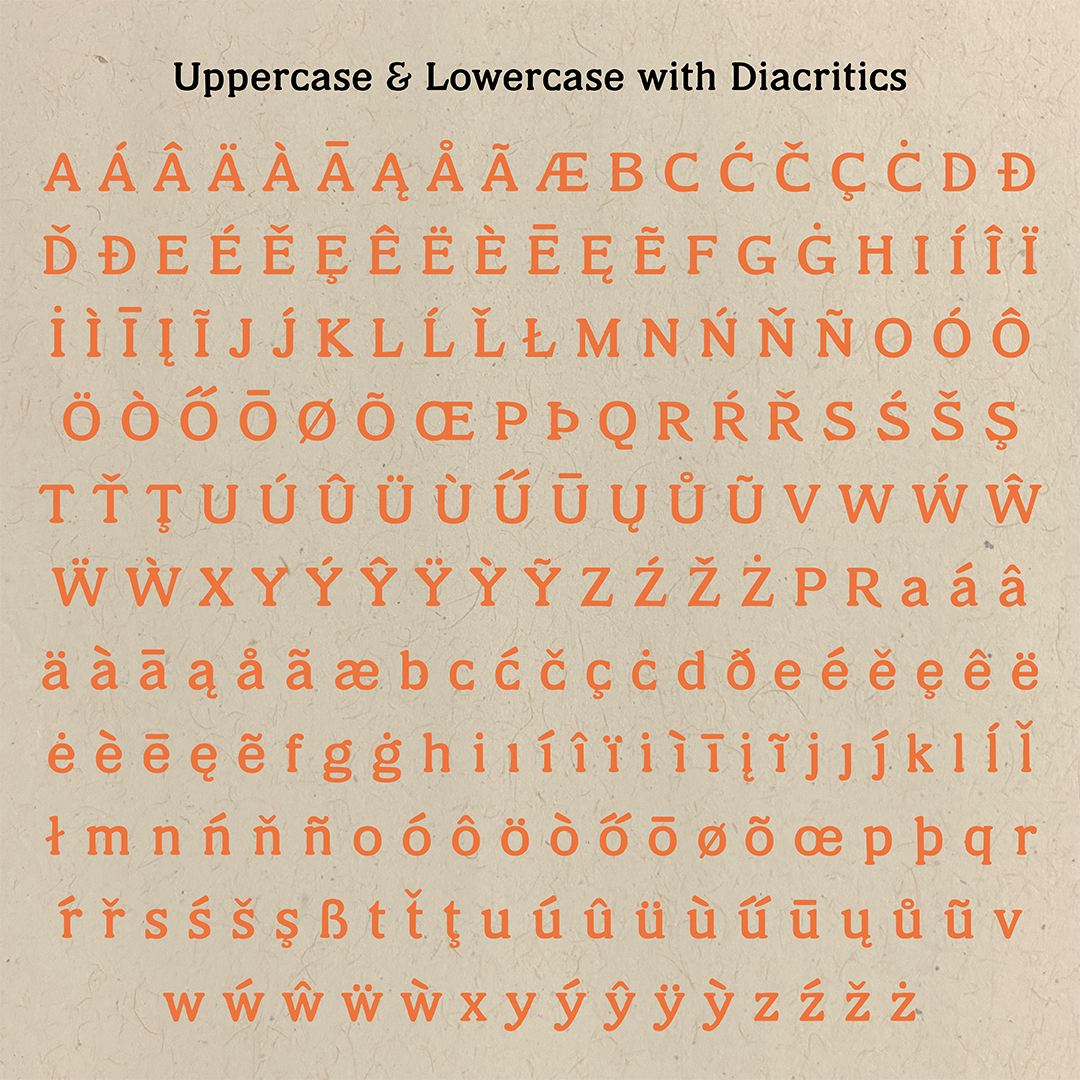 Uppercase & Lowercase with Diacritics
A Á Â Ä À Ā Ą Å Ã Æ B C Ć Č Ç Ċ D Ð
Ď Đ E É Ě Ȩ Ê Ë È Ē Ę Ẽ F G Ġ H I Í Î Ï
İ Ì Ī Į Ĩ J J́ K L Ĺ Ľ Ł M N Ń Ň Ñ O Ó Ô
Ö Ò Ő Ō Ø Õ Œ P Þ Q R Ŕ Ř S Ś Š Ş
T Ť Ţ U Ú Û Ü Ù Ű Ū Ų Ů Ũ V W Ẃ Ŵ
Ẅ Ẁ X Y Ý Ŷ Ÿ Ỳ Ỹ Z Ź Ž Ż P R a á â
ä à ā ą å ã æ b c ć č ç ċ d ð e é ě ȩ ê ë
ė è ē ę ẽ f g ġ h i ı í î ï i ì ī į ĩ j ȷ j́ k l ĺ l̆
ł m n ń ň ñ o ó ô ö ò ő ō ø õ œ p þ q r
ŕ ř s ś š ş ß t t̆ ţ u ú û ü ù ű ū ų ů ũ v
w ẃ ŵ ẅ ẁ x y ý ŷ ÿ ỳ z ź ž ż